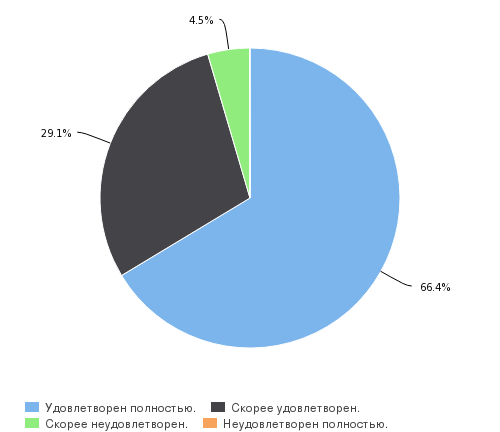 4.5%
29.1%
66.4%
Удовлетворен полностью. Скорее удовлетворен.
Скорее неудовлетворен. Неудовлетворен полностью.